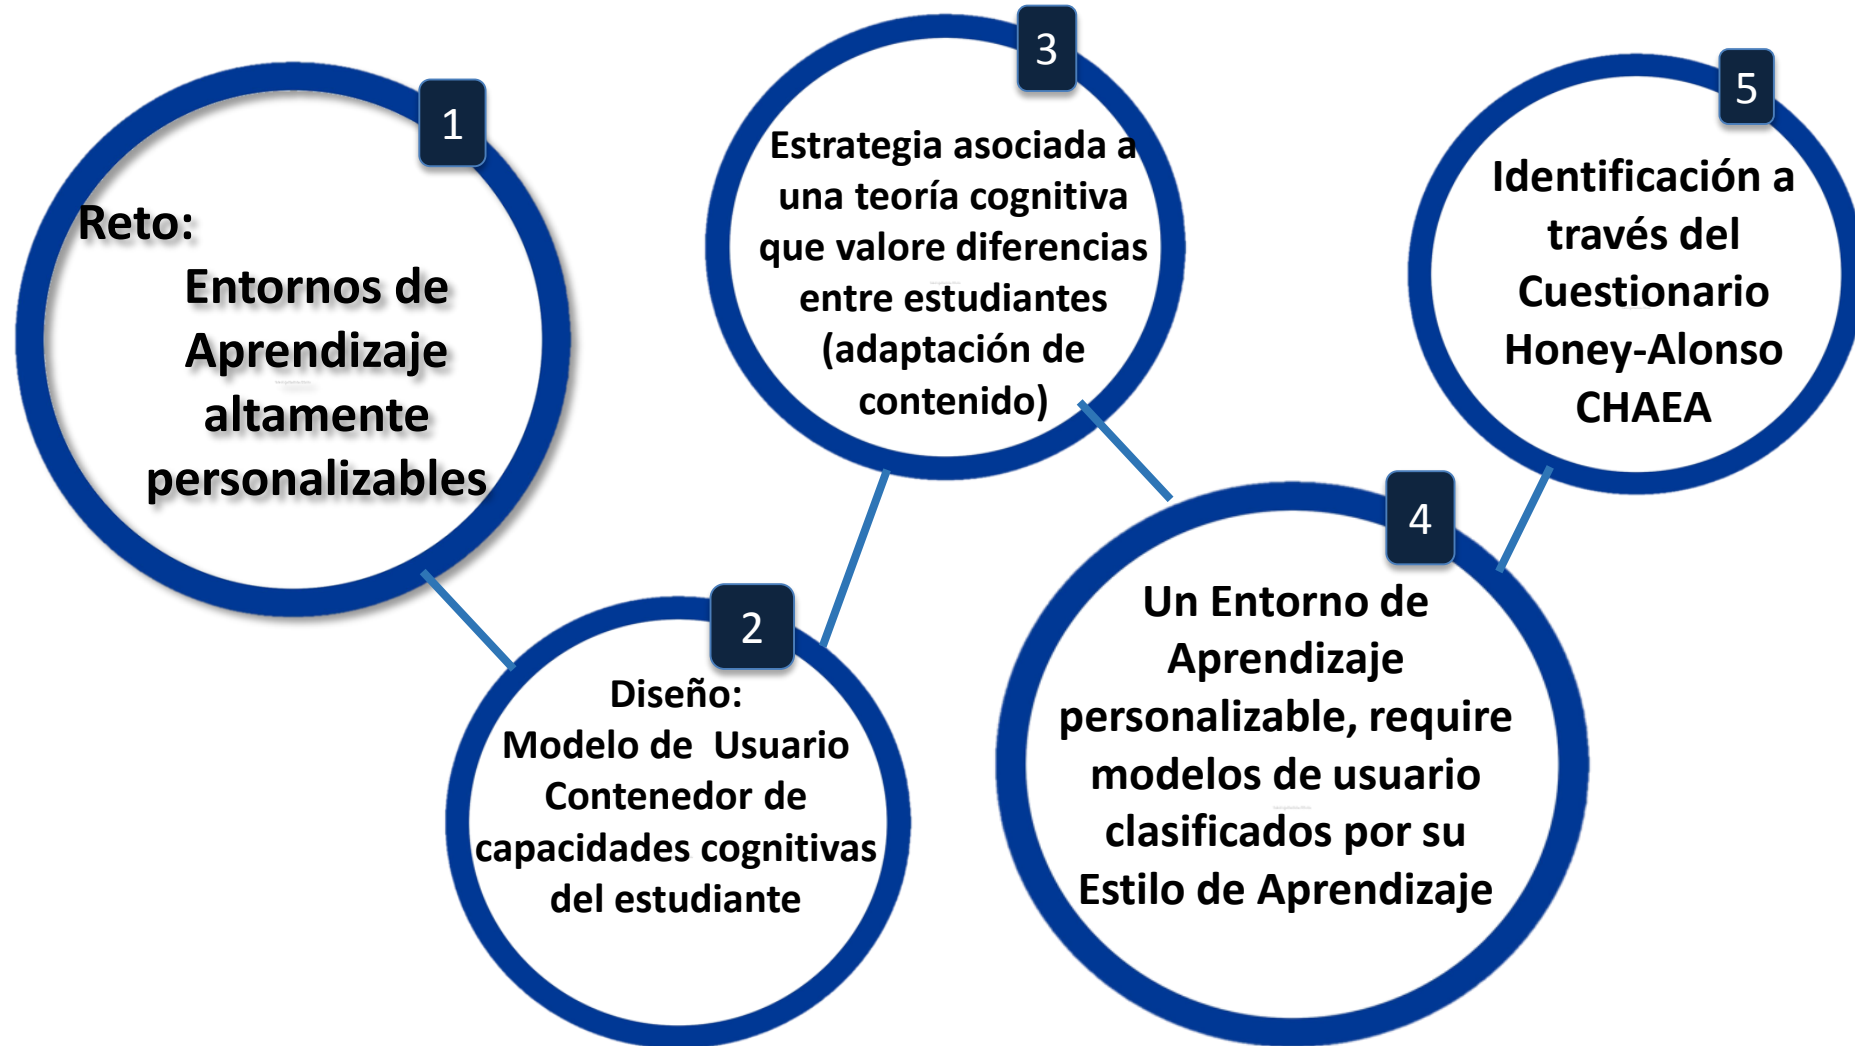 1
Reto:
Entornos de
Aprendizaje
altamente
personalizables
2
Diseño:
Modelo de Usuario
Contenedor de
capacidades cognitivas
del estudiante
3
Estrategia asociada a
una teoría cognitiva
que valore diferencias
entre estudiantes
(adaptación de
contenido)
4
Un Entorno de
Aprendizaje
personalizable, require
modelos de usuario
clasificados por su
Estilo de Aprendizaje
5
Identificación a
través del
Cuestionario
Honey-Alonso
CHAEA